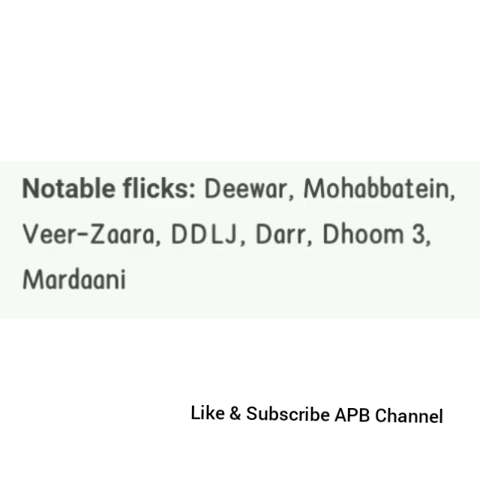 Notable flicks: Deewar, Mohabbatein,
Veer-Zaara, DDLJ, Darr, Dhoom 3,
Mardaani
Like & Subscribe APB Channel